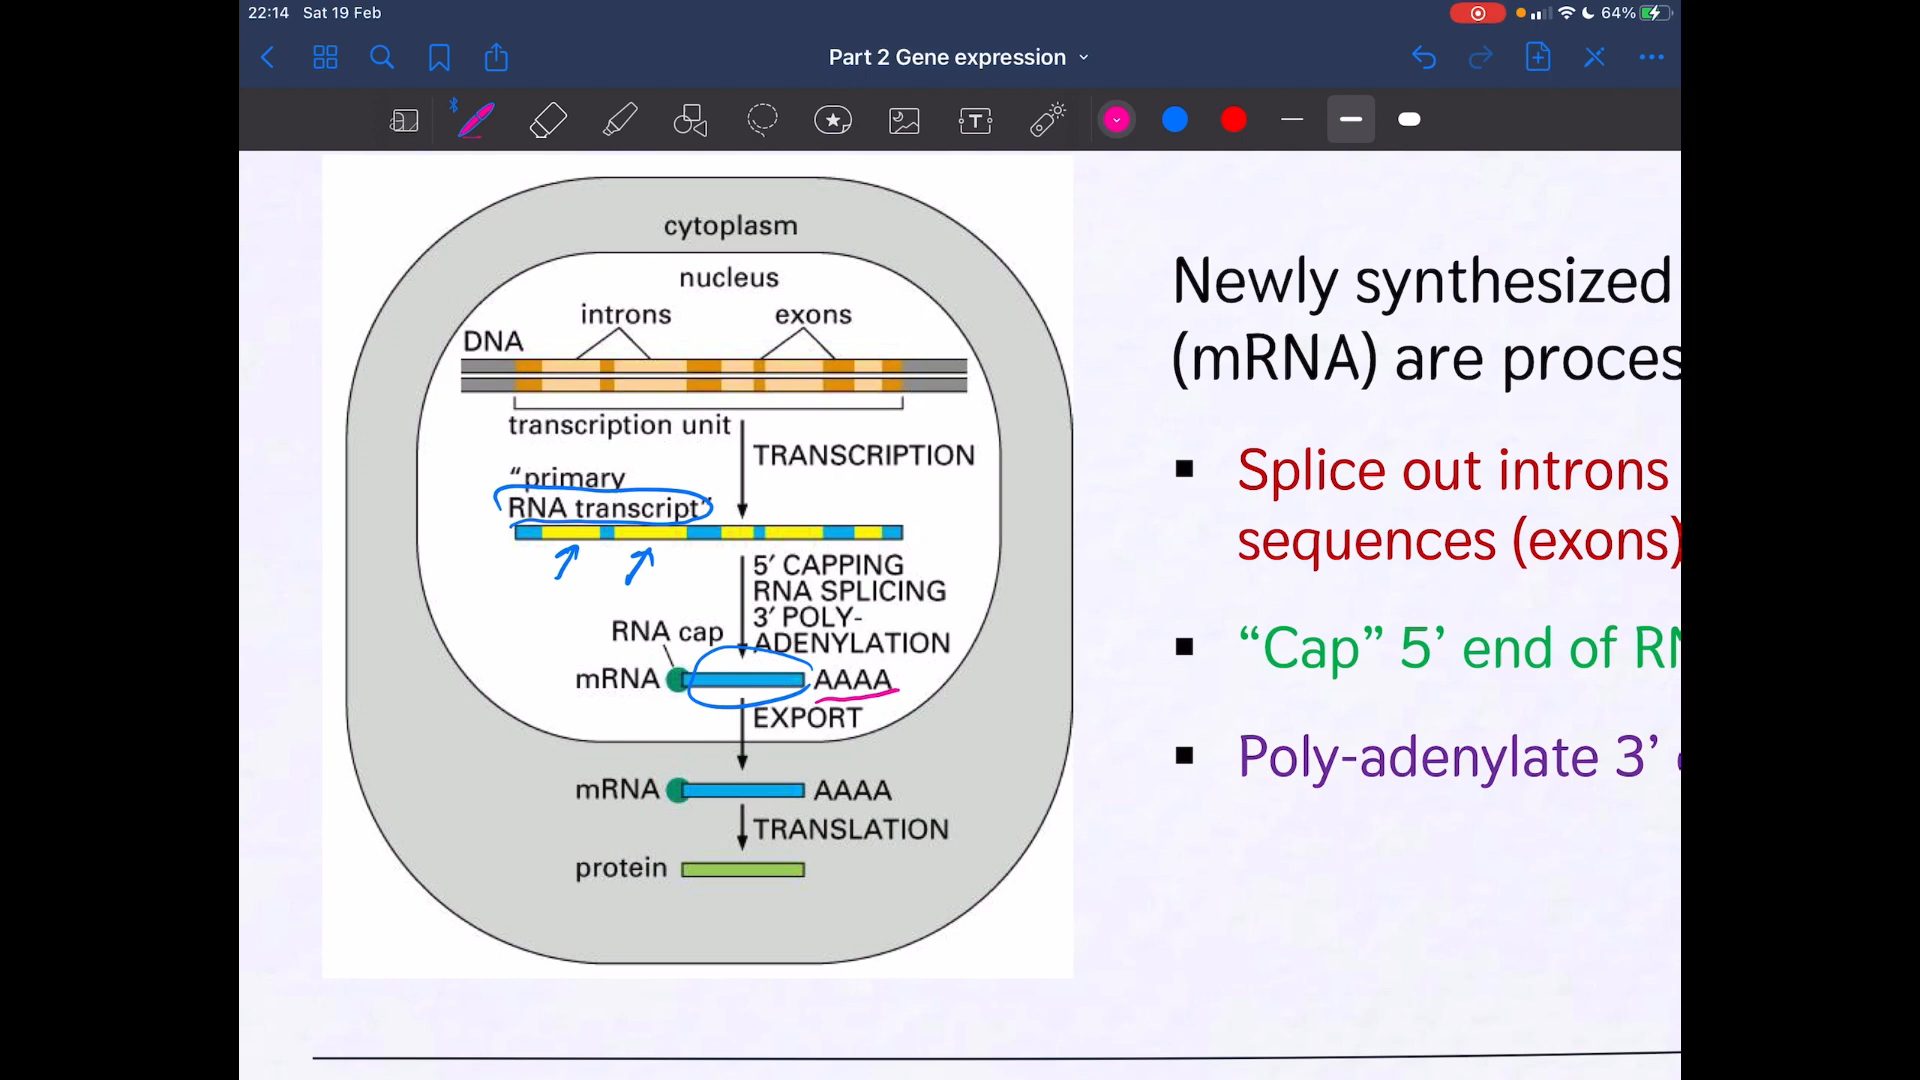 22:14 Sat 19 Feb
64%
Part 2 Gene expression
T
cytoplasm
nucleus
introns
exons
DNA
transcription unit
TRANSCRIPTION
“primary
RNA transcript”
5′ CAPPING
RNA SPLICING
3′ POLY-
ADENYLATION
RNA cap
mRNA
AAAA
EXPORT
mRNA
AAAA
TRANSLATION
protein
Newly synthesized
(mRNA) are proces
▪ Splice out introns
sequences (exons)
▪ “Cap” 5’ end of RN
▪ Poly-adenylate 3’